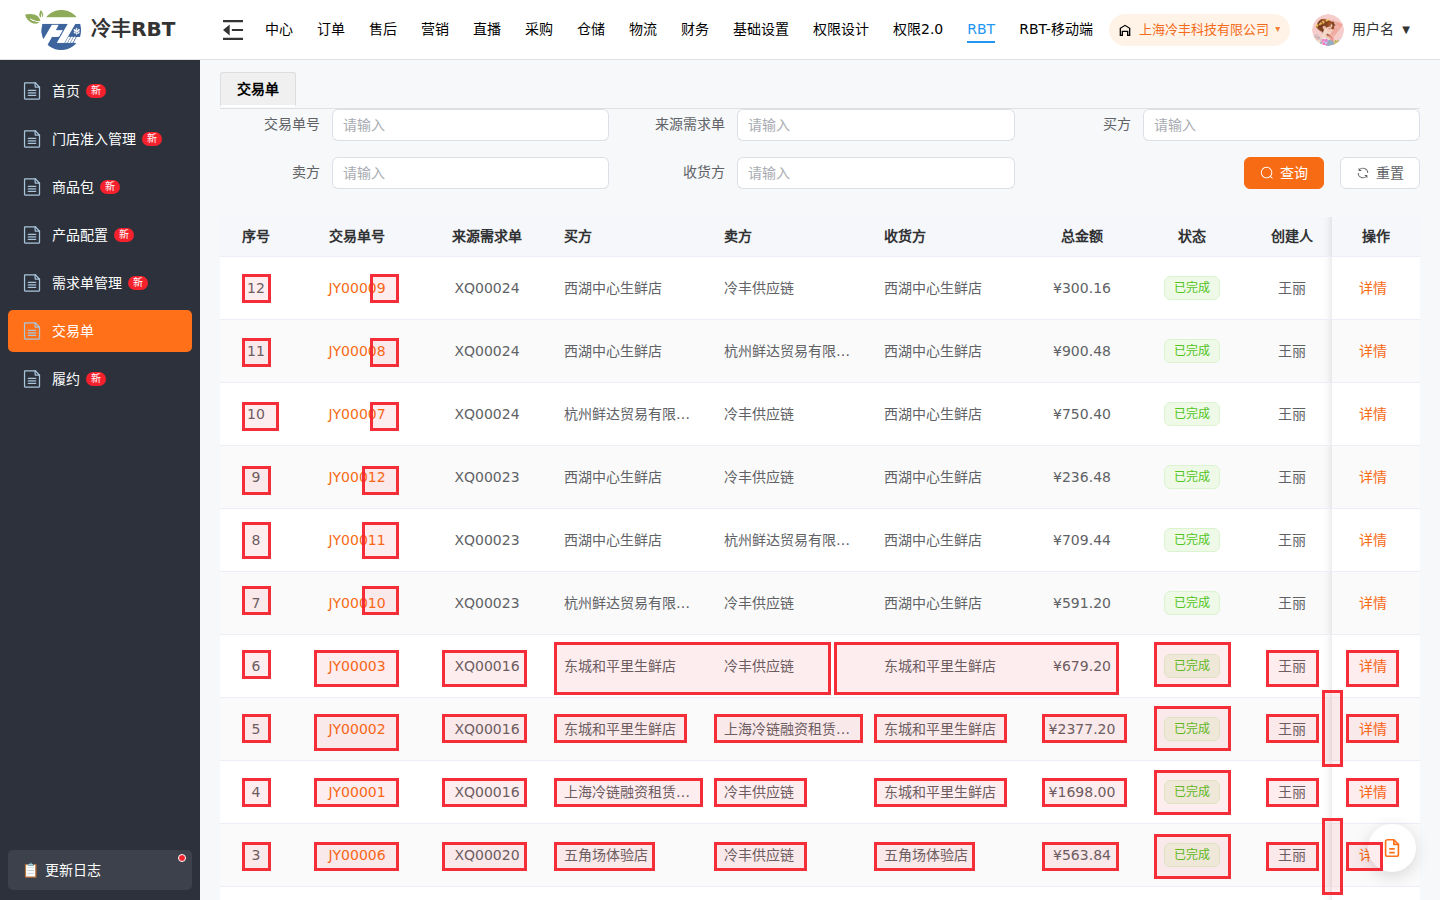 冷丰RBT 中心 订单 售后 营销 直播 采购 仓储 物流 财务 基础设置 权限设计 权限2.0 RBT RBT-移动端 上海冷丰科技有限公司 ▾ 用户名 ▼
首页 新
门店准入管理 新
商品包 新
产品配置 新
需求单管理 新
交易单
履约 新
📋 更新日志
交易单
交易单号 请输入 来源需求单 请输入 买方 请输入
卖方 请输入 收货方 请输入 查询 重置
序号 交易单号 来源需求单 买方 卖方 收货方 总金额 状态 创建人 操作
12 JY00009 XQ00024 西湖中心生鲜店 冷丰供应链 西湖中心生鲜店 ¥300.16 已完成 王丽 详情
11 JY00008 XQ00024 西湖中心生鲜店 杭州鲜达贸易有限… 西湖中心生鲜店 ¥900.48 已完成 王丽 详情
10 JY00007 XQ00024 杭州鲜达贸易有限… 冷丰供应链 西湖中心生鲜店 ¥750.40 已完成 王丽 详情
9 JY00012 XQ00023 西湖中心生鲜店 冷丰供应链 西湖中心生鲜店 ¥236.48 已完成 王丽 详情
8 JY00011 XQ00023 西湖中心生鲜店 杭州鲜达贸易有限… 西湖中心生鲜店 ¥709.44 已完成 王丽 详情
7 JY00010 XQ00023 杭州鲜达贸易有限… 冷丰供应链 西湖中心生鲜店 ¥591.20 已完成 王丽 详情
6 JY00003 XQ00016 东城和平里生鲜店 冷丰供应链 东城和平里生鲜店 ¥679.20 已完成 王丽 详情
5 JY00002 XQ00016 东城和平里生鲜店 上海冷链融资租赁… 东城和平里生鲜店 ¥2377.20 已完成 王丽 详情
4 JY00001 XQ00016 上海冷链融资租赁… 冷丰供应链 东城和平里生鲜店 ¥1698.00 已完成 王丽 详情
3 JY00006 XQ00020 五角场体验店 冷丰供应链 五角场体验店 ¥563.84 已完成 王丽